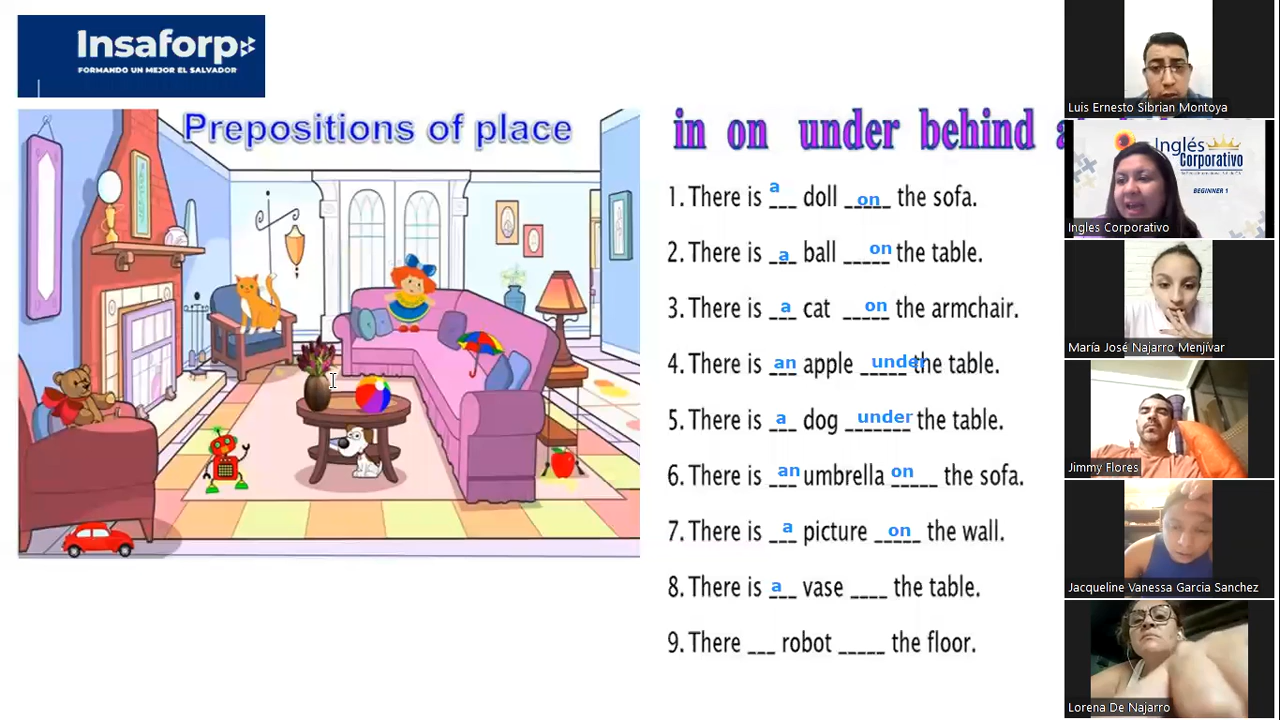 Insaforp
FORMANDO UN MEJOR EL SALVADOR
Prepositions of place
in on under behind
1. There is a doll on the sofa.
2. There is a ball on the table.
3. There is a cat on the armchair.
4. There is an apple under the table.
5. There is a dog under the table.
6. There is an umbrella on the sofa.
7. There is a picture on the wall.
8. There is a vase ____ the table.
9. There ___ robot _____ the floor.
Luis Ernesto Sibrian Montoya
Inglés
Corporativo
BEGINNER 1
Ingles Corporativo
María José Najarro Menjívar
Jimmy Flores
Jacqueline Vanessa Garcia Sanchez
Lorena De Najarro